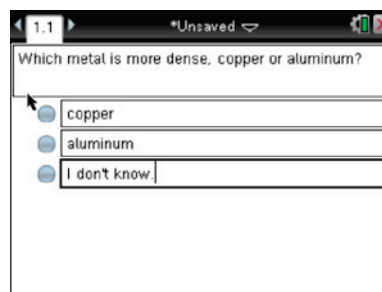 1.1 *Unsaved
Which metal is more dense, copper or aluminum?
copper
aluminum
I don't know.